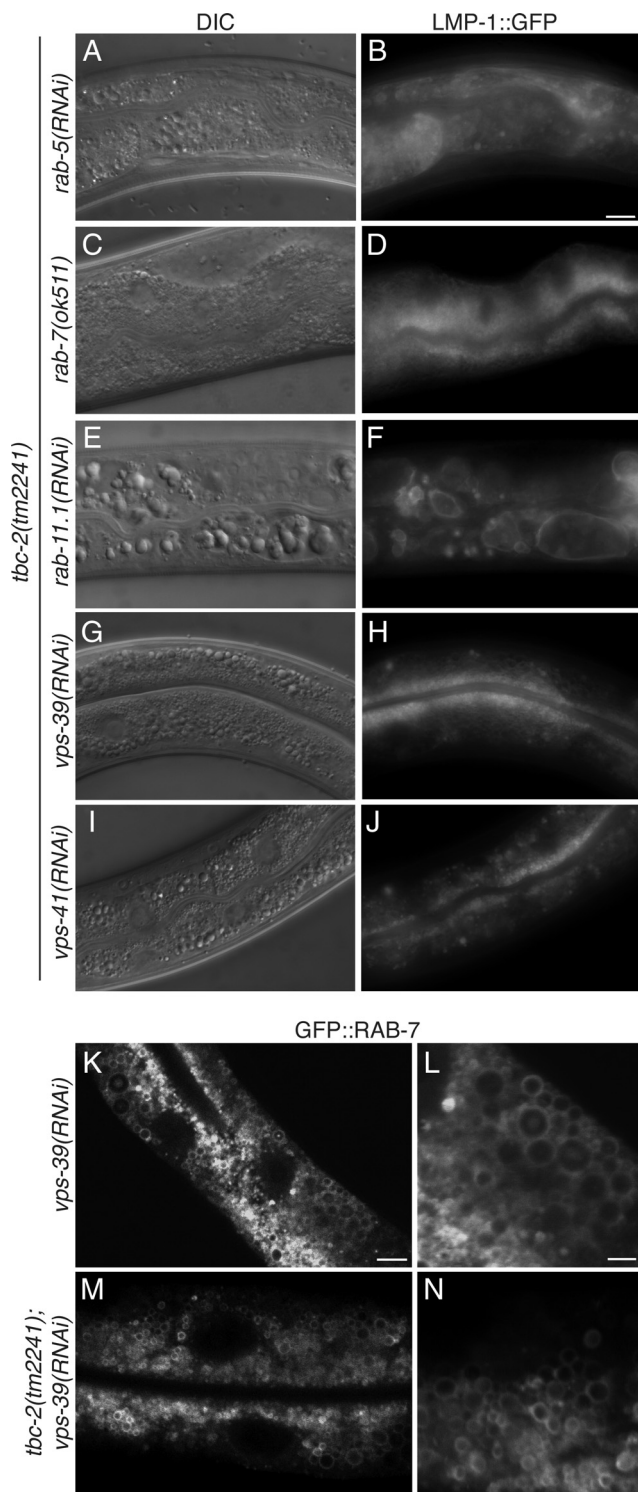 DIC LMP-1::GFP
tbc-2(tm2241)
rab-5(RNAi)
A B
rab-7(ok511)
C D
rab-11.1(RNAi)
E F
vps-39(RNAi)
G H
vps-41(RNAi)
I J
GFP::RAB-7
vps-39(RNAi)
K L
tbc-2(tm2241);
vps-39(RNAi)
M N